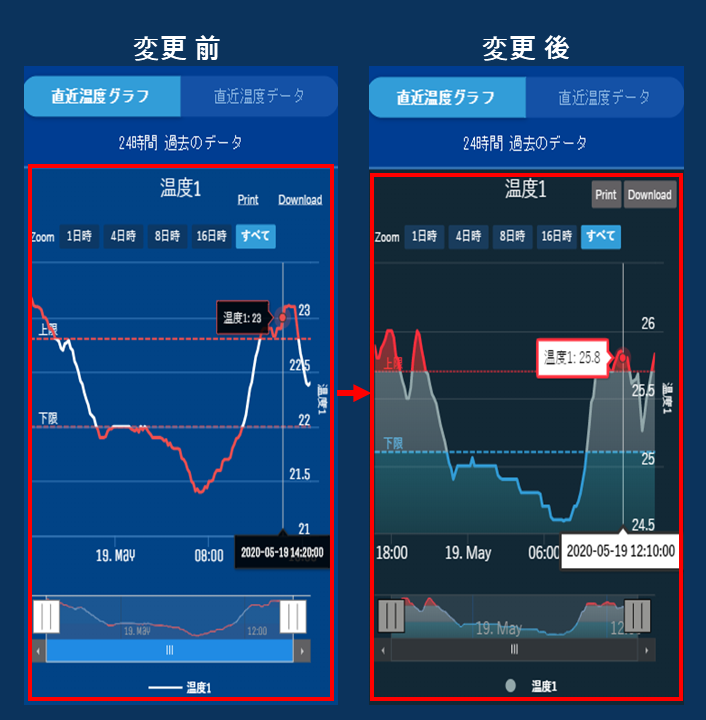 変更 前
直近温度グラフ 直近温度データ
24時間 過去のデータ
温度1
Print Download
Zoom 1日時 4日時 8日時 16日時 すべて
23
温度1: 23
上限
22.5
温度1
下限
22
21.5
21
2020-05-19 14:20:00
19. May 08:00
19. May 12:00
温度1
変更 後
直近温度グラフ 直近温度データ
24時間 過去のデータ
温度1
Print Download
Zoom 1日時 4日時 8日時 16日時 すべて
26
温度1: 25.8
上限
25.5
温度1
下限
25
24.5
2020-05-19 12:10:00
18:00 19. May 06:00
19. May
温度1